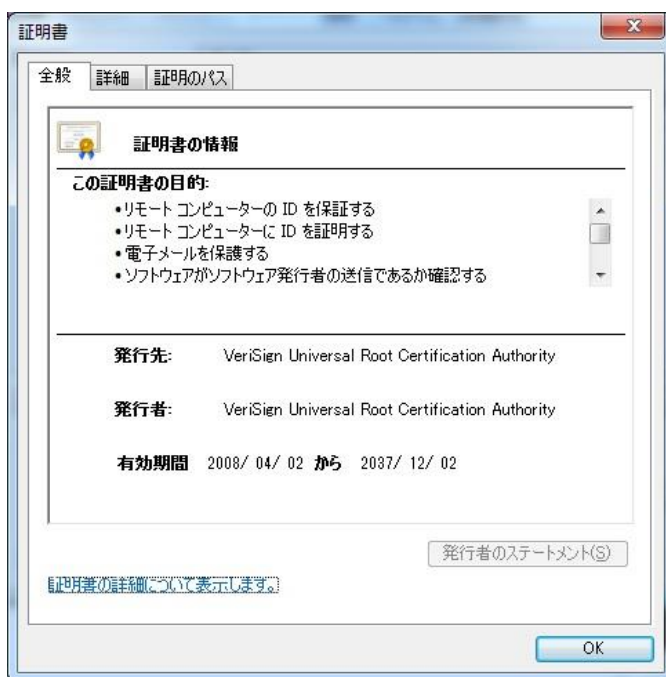 証明書
全般 詳細 証明のパス
証明書の情報
この証明書の目的:
•リモート コンピューターの ID を保証する
•リモート コンピューターに ID を証明する
•電子メールを保護する
•ソフトウェアがソフトウェア発行者の送信であるか確認する
発行先: VeriSign Universal Root Certification Authority
発行者: VeriSign Universal Root Certification Authority
有効期間 2008/ 04/ 02 から 2037/ 12/ 02
発行者のステートメント(S)
証明書の詳細について表示します。
OK